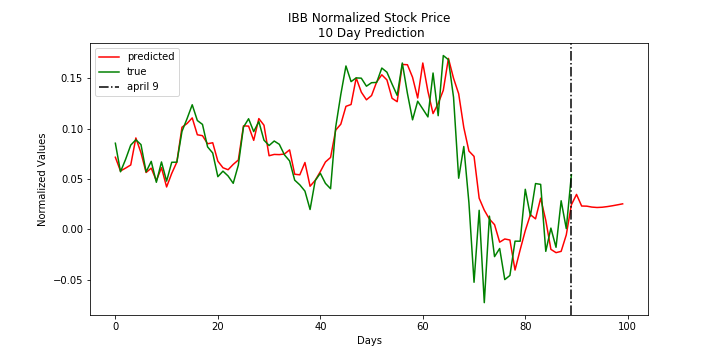 IBB Normalized Stock Price
10 Day Prediction
predicted
true
april 9
Normalized Values
0.15
0.10
0.05
0.00
−0.05
0
20
40
60
80
100
Days